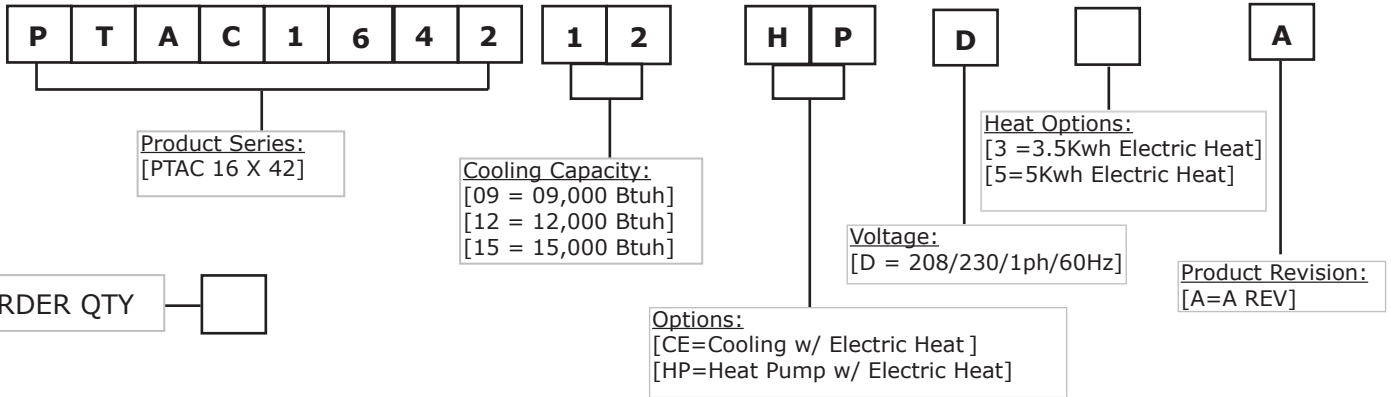 P T A C 1 6 4 2 1 2 H P D A
Product Series:
[PTAC 16 X 42]
Cooling Capacity:
[09 = 09,000 Btuh]
[12 = 12,000 Btuh]
[15 = 15,000 Btuh]
Heat Options:
[3 =3.5Kwh Electric Heat]
[5=5Kwh Electric Heat]
Voltage:
[D = 208/230/1ph/60Hz]
Product Revision:
[A=A REV]
RDER QTY
Options:
[CE=Cooling w/ Electric Heat ]
[HP=Heat Pump w/ Electric Heat]